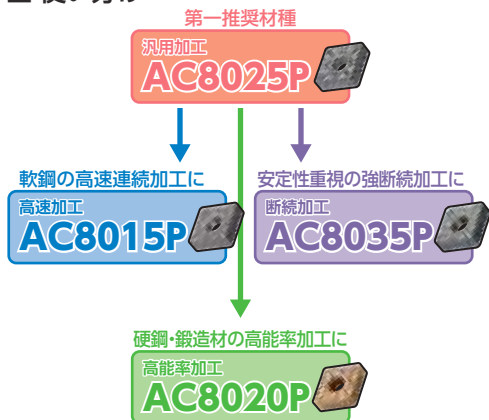 第一推奨材種
汎用加工
AC8025P
軟鋼の高速連続加工に
高速加工
AC8015P
安定性重視の強断続加工に
断続加工
AC8035P
硬鋼・鍛造材の高能率加工に
高能率加工
AC8020P